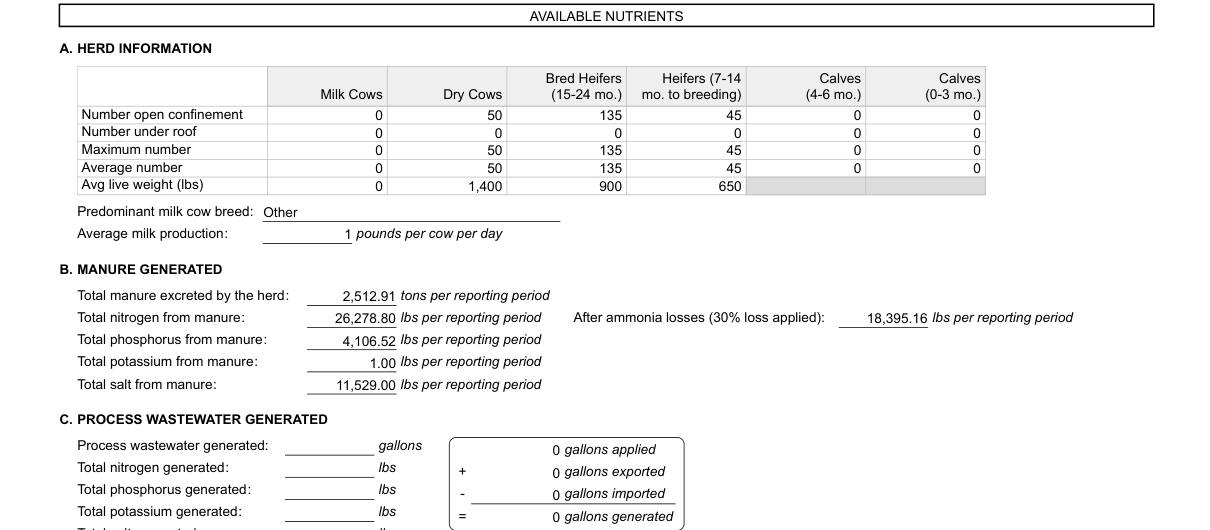 AVAILABLE NUTRIENTS
A. HERD INFORMATION
Milk Cows Dry Cows Bred Heifers (15-24 mo.) Heifers (7-14 mo. to breeding) Calves (4-6 mo.) Calves (0-3 mo.)
Number open confinement 0 50 135 45 0 0
Number under roof 0 0 0 0 0 0
Maximum number 0 50 135 45 0 0
Average number 0 50 135 45 0 0
Avg live weight (lbs) 0 1,400 900 650
Predominant milk cow breed: Other
Average milk production: 1 pounds per cow per day
B. MANURE GENERATED
Total manure excreted by the herd: 2,512.91 tons per reporting period
Total nitrogen from manure: 26,278.80 lbs per reporting period After ammonia losses (30% loss applied): 18,395.16 lbs per reporting period
Total phosphorus from manure: 4,106.52 lbs per reporting period
Total potassium from manure: 1.00 lbs per reporting period
Total salt from manure: 11,529.00 lbs per reporting period
C. PROCESS WASTEWATER GENERATED
Process wastewater generated: gallons 0 gallons applied
Total nitrogen generated: lbs + 0 gallons exported
Total phosphorus generated: lbs - 0 gallons imported
Total potassium generated: lbs = 0 gallons generated